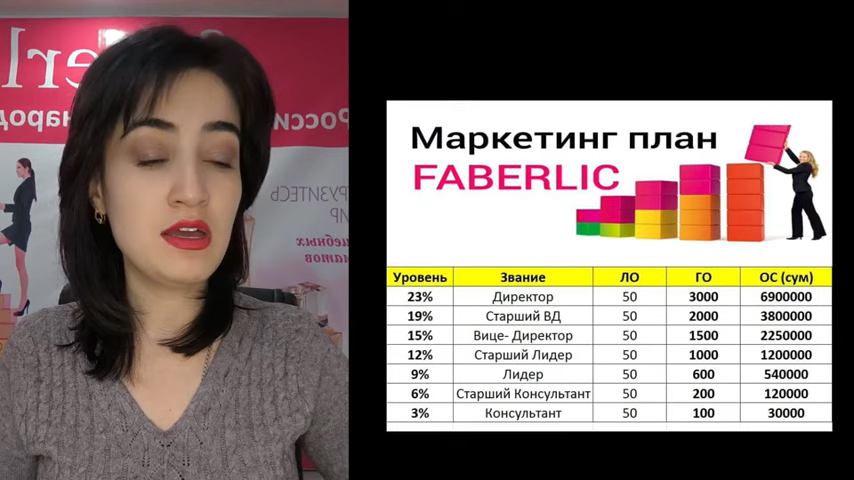 Маркетинг план
FABERLIC
Уровень Звание ЛО ГО ОС (сум)
23% Директор 50 3000 6900000
19% Старший ВД 50 2000 3800000
15% Вице- Директор 50 1500 2250000
12% Старший Лидер 50 1000 1200000
9% Лидер 50 600 540000
6% Старший Консультант 50 200 120000
3% Консультант 50 100 30000